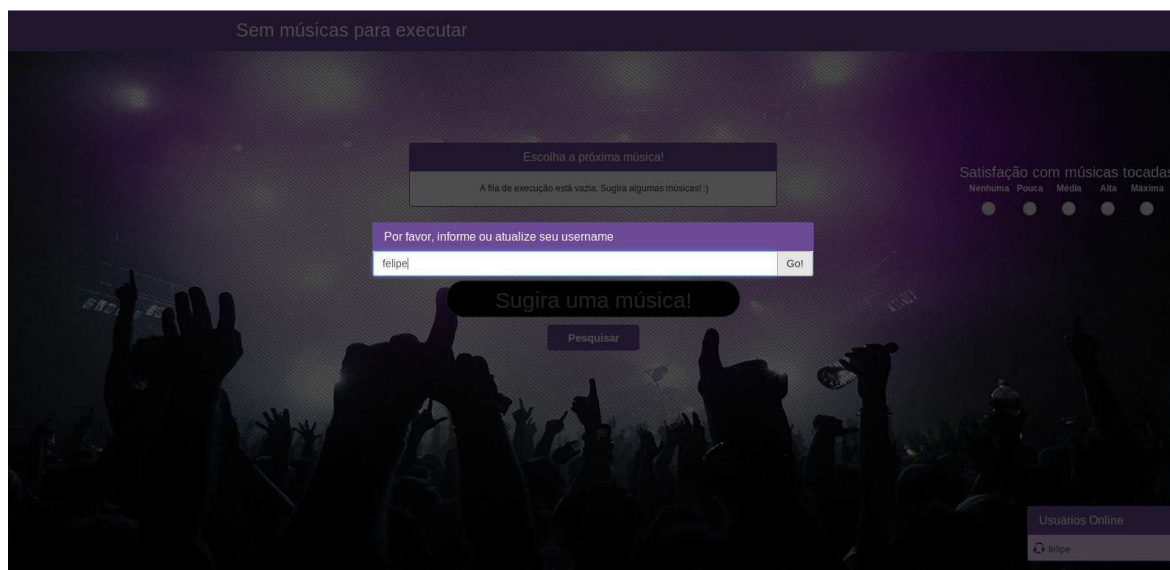 Sem músicas para executar
Escolha a próxima música!
A fila de execução está vazia. Sugira algumas músicas! :)
Satisfação com músicas tocadas
Nenhuma Pouca Média Alta Máxima
Por favor, informe ou atualize seu username
felipe
Go!
Sugira uma música!
Pesquisar
Usuários Online
felipe